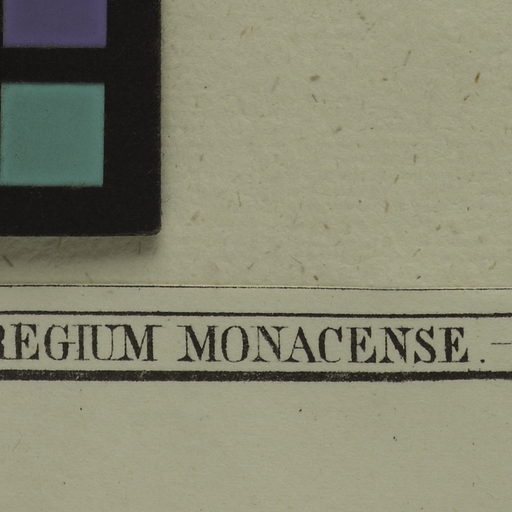 REGIUM MONACENSE. —